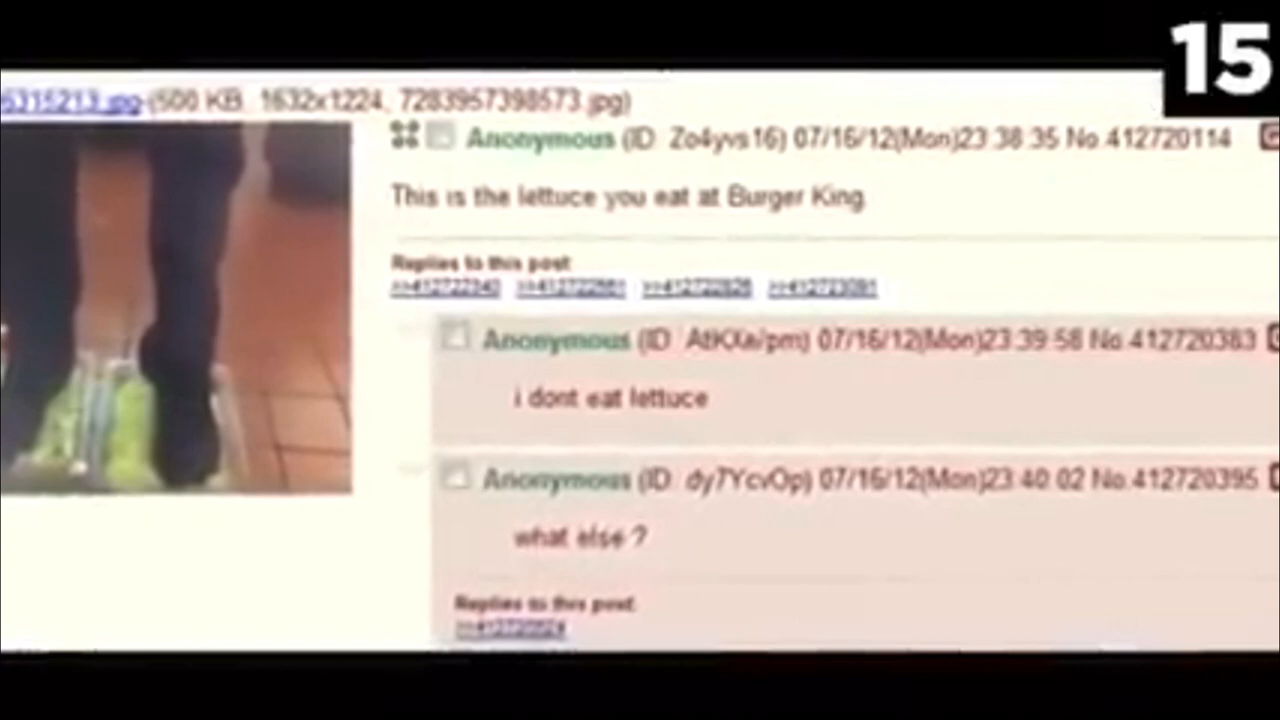 15
6315213.jpg-(500 KB, 1632x1224, 7283957398573.jpg)
Anonymous (ID: Zo4yvs16) 07/16/12(Mon)23:38:35 No.412720114
This is the lettuce you eat at Burger King
Replies to this post:
Anonymous (ID: AtKXa/pm) 07/16/12(Mon)23:39:58 No.412720383
i dont eat lettuce
Anonymous (ID: dy7YcvOp) 07/16/12(Mon)23:40:02 No.412720395
what else ?
Replies to this post: